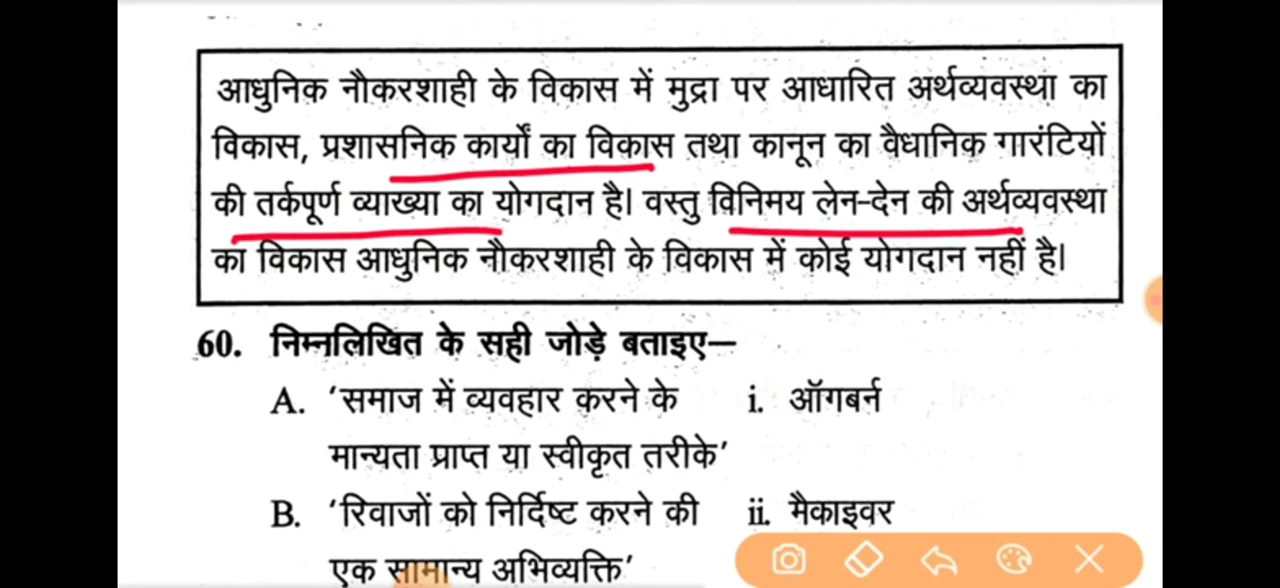 आधुनिक नौकरशाही के विकास में मुद्रा पर आधारित अर्थव्यवस्था का
विकास, प्रशासनिक कार्यों का विकास तथा कानून का वैधानिक गारंटियों
की तर्कपूर्ण व्याख्या का योगदान है। वस्तु विनिमय लेन-देन की अर्थव्यवस्था
का विकास आधुनिक नौकरशाही के विकास में कोई योगदान नहीं है।
60. निम्नलिखित के सही जोड़े बताइए—
A. ‘समाज में व्यवहार करने के i. ऑगबर्न
मान्यता प्राप्त या स्वीकृत तरीके’
B. ‘रिवाजों को निर्दिष्ट करने की ii. मैकाइवर
एक सामान्य अभिव्यक्ति’